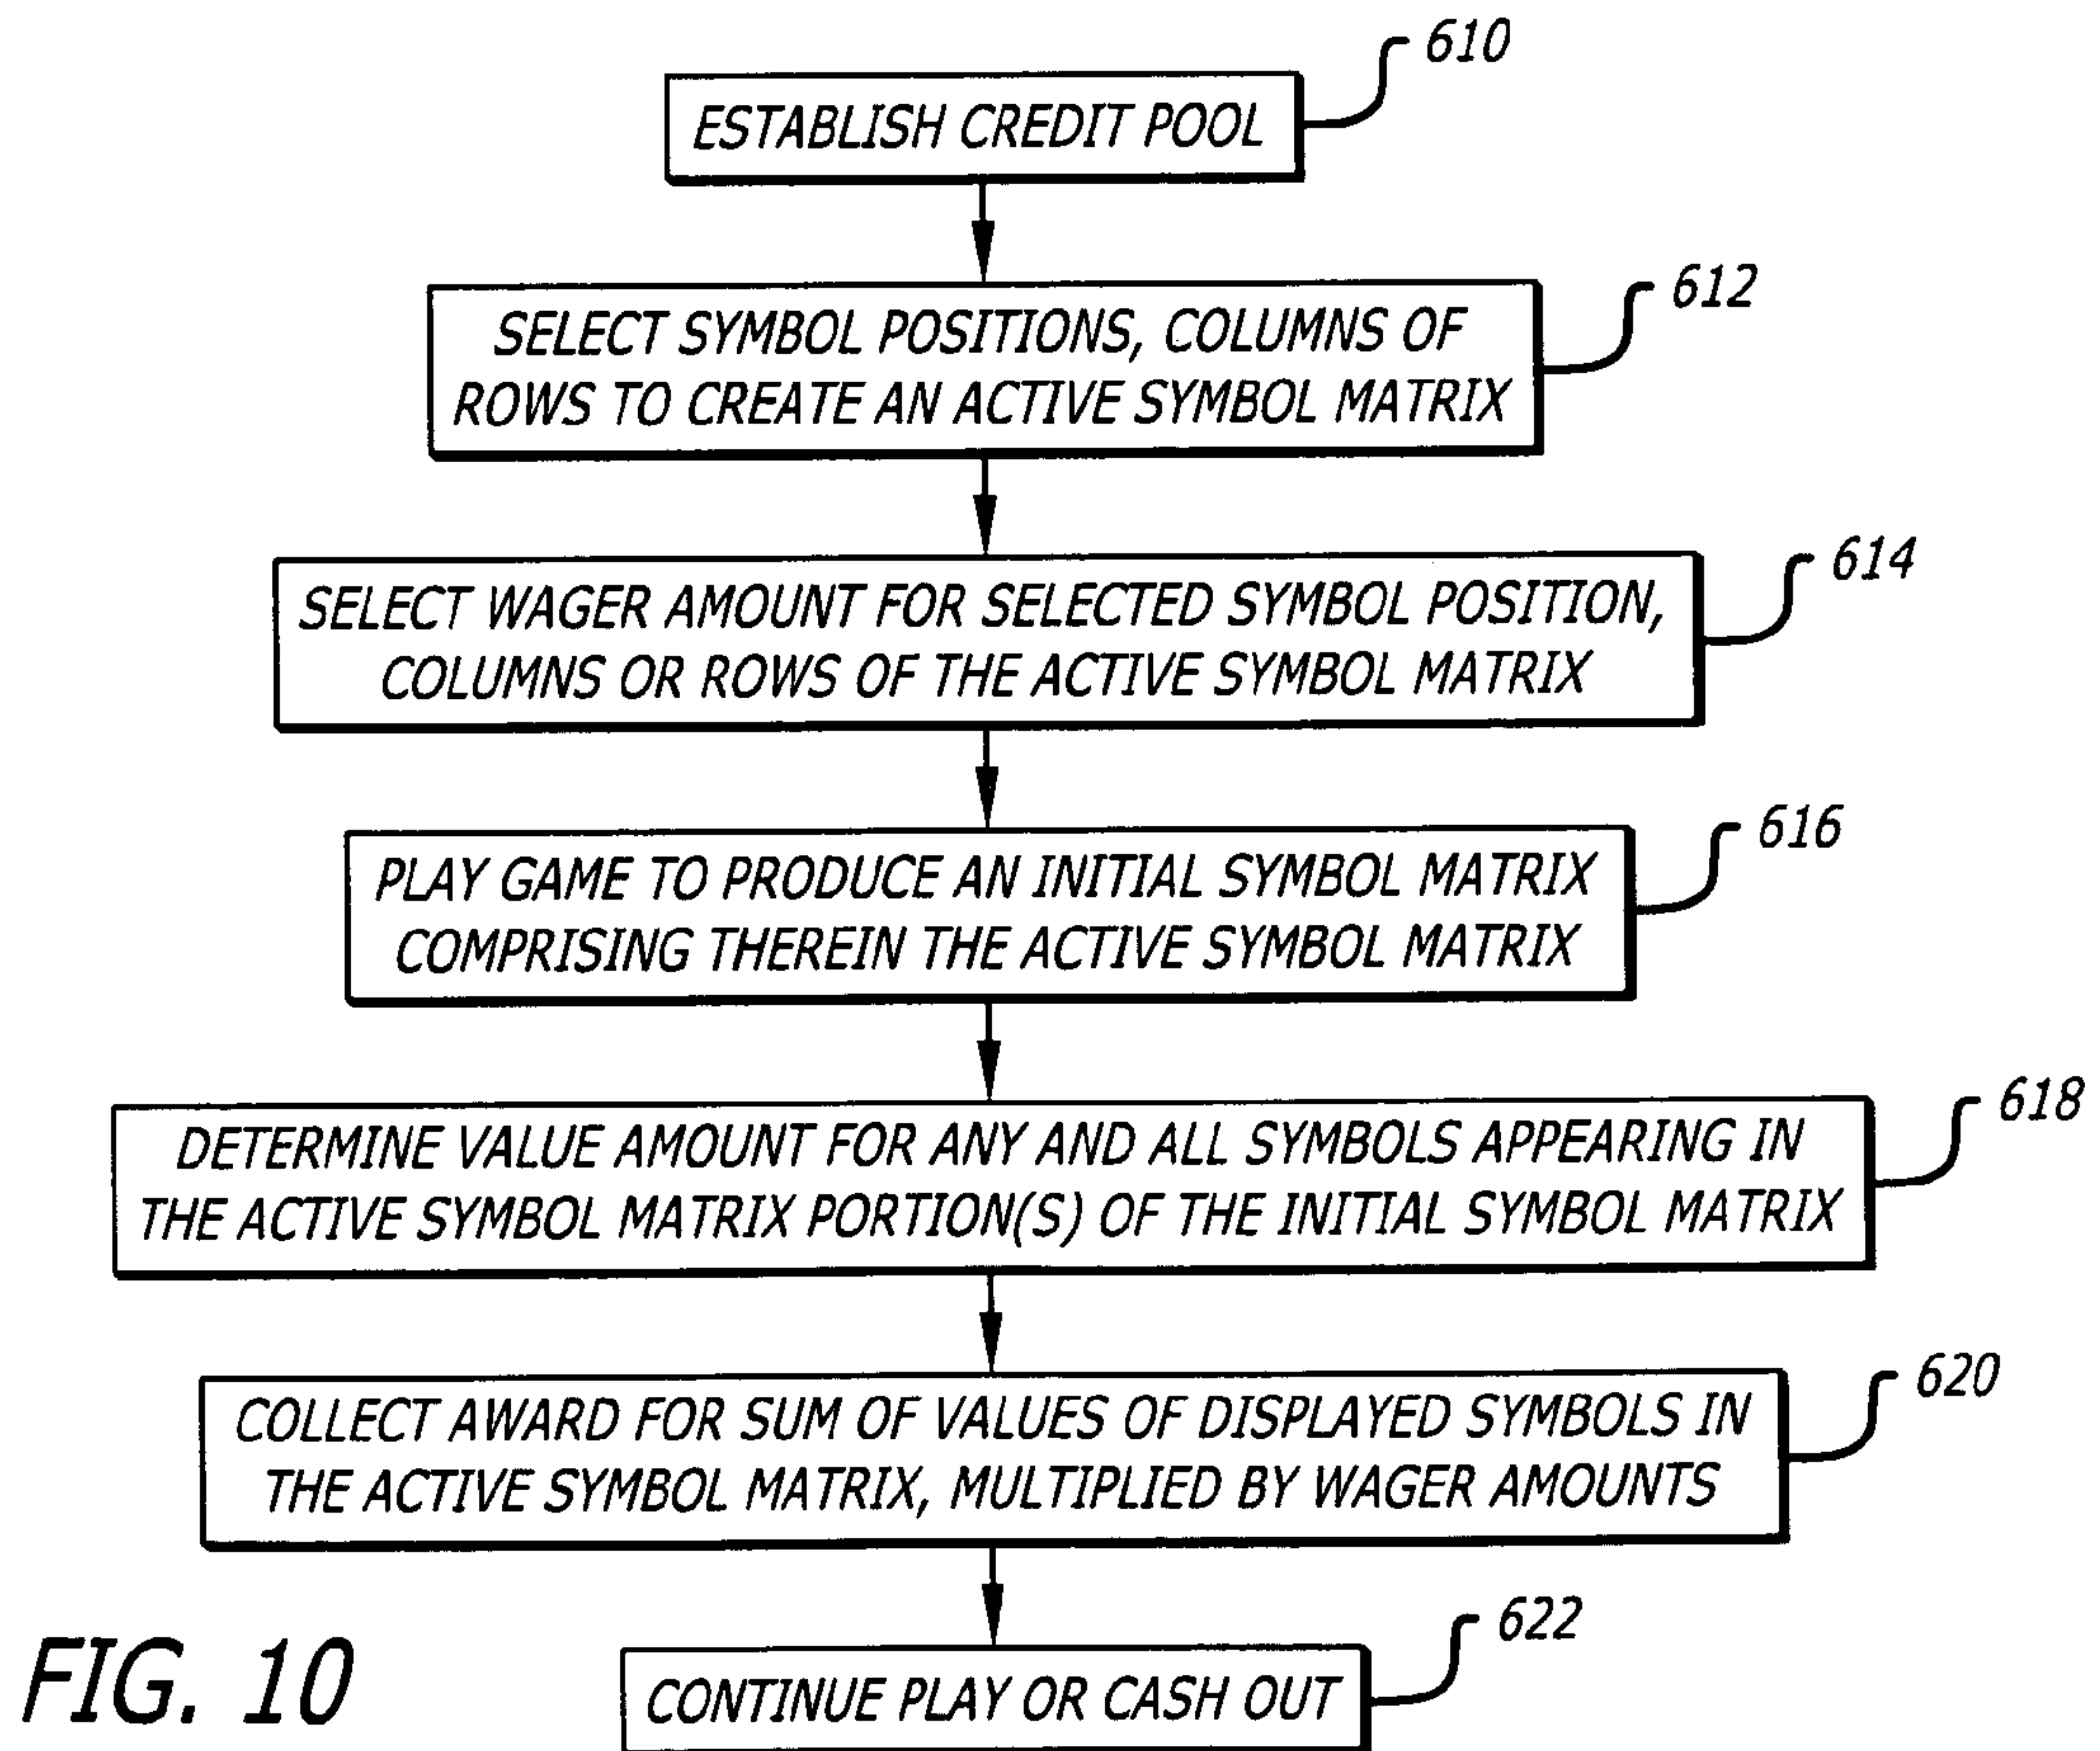 610
ESTABLISH CREDIT POOL
612
SELECT SYMBOL POSITIONS, COLUMNS OF
ROWS TO CREATE AN ACTIVE SYMBOL MATRIX
614
SELECT WAGER AMOUNT FOR SELECTED SYMBOL POSITION,
COLUMNS OR ROWS OF THE ACTIVE SYMBOL MATRIX
616
PLAY GAME TO PRODUCE AN INITIAL SYMBOL MATRIX
COMPRISING THEREIN THE ACTIVE SYMBOL MATRIX
618
DETERMINE VALUE AMOUNT FOR ANY AND ALL SYMBOLS APPEARING IN
THE ACTIVE SYMBOL MATRIX PORTION(S) OF THE INITIAL SYMBOL MATRIX
620
COLLECT AWARD FOR SUM OF VALUES OF DISPLAYED SYMBOLS IN
THE ACTIVE SYMBOL MATRIX, MULTIPLIED BY WAGER AMOUNTS
622
CONTINUE PLAY OR CASH OUT
FIG. 10